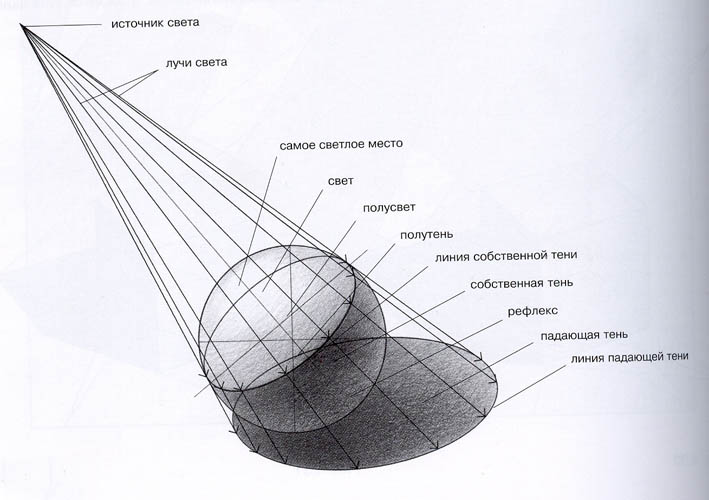 источник света
лучи света
самое светлое место
свет
полусвет
полутень
линия собственной тени
собственная тень
рефлекс
падающая тень
линия падающей тени